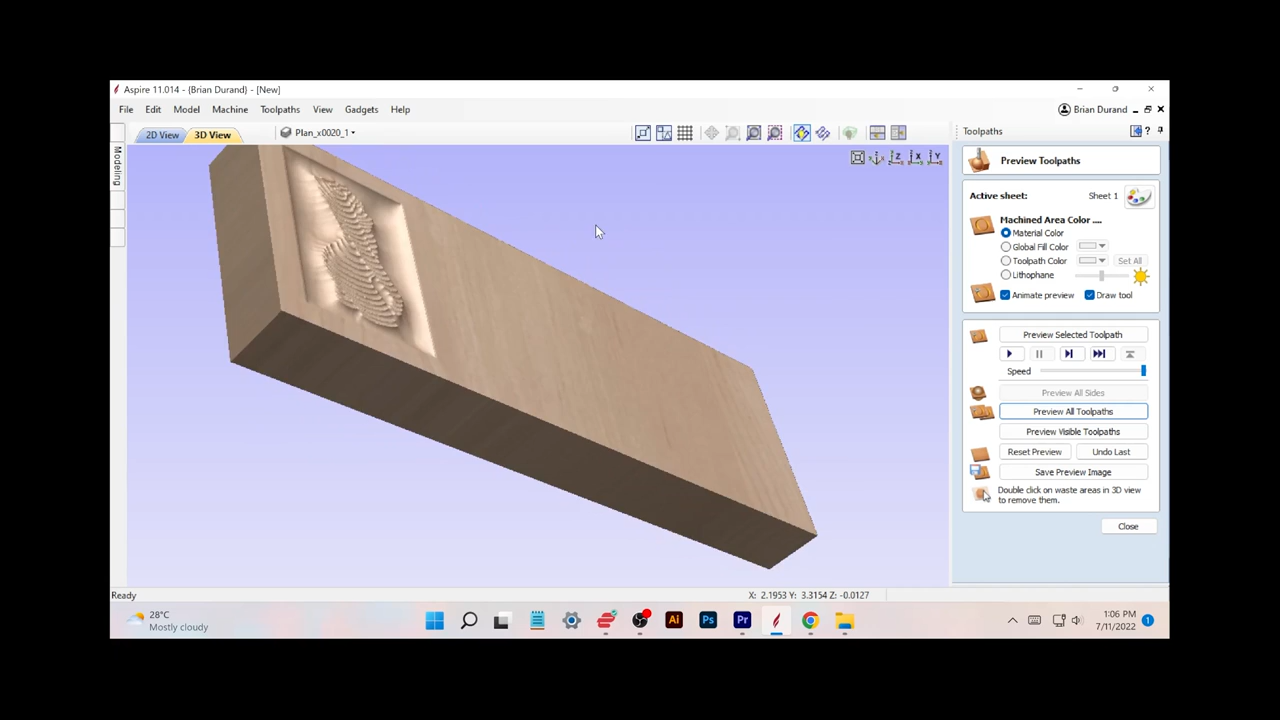 Aspire 11.014 - {Brian Durand} - [New]
File Edit Model Machine Toolpaths View Gadgets Help
Brian Durand
2D View 3D View
Plan_x0020_1
Toolpaths
Modeling
Z X Y
Preview Toolpaths
Active sheet: Sheet 1
Machined Area Color ....
Material Color
Global Fill Color
Toolpath Color Set All
Lithophane
Animate preview Draw tool
Preview Selected Toolpath
Speed
Preview All Sides
Preview All Toolpaths
Preview Visible Toolpaths
Reset Preview Undo Last
Save Preview Image
Double click on waste areas in 3D view
to remove them.
Close
Ready
X: 2.1953 Y: 3.3154 Z: -0.0127
28°C
Mostly cloudy
Ai Ps Pr
1:06 PM
7/11/2022
1